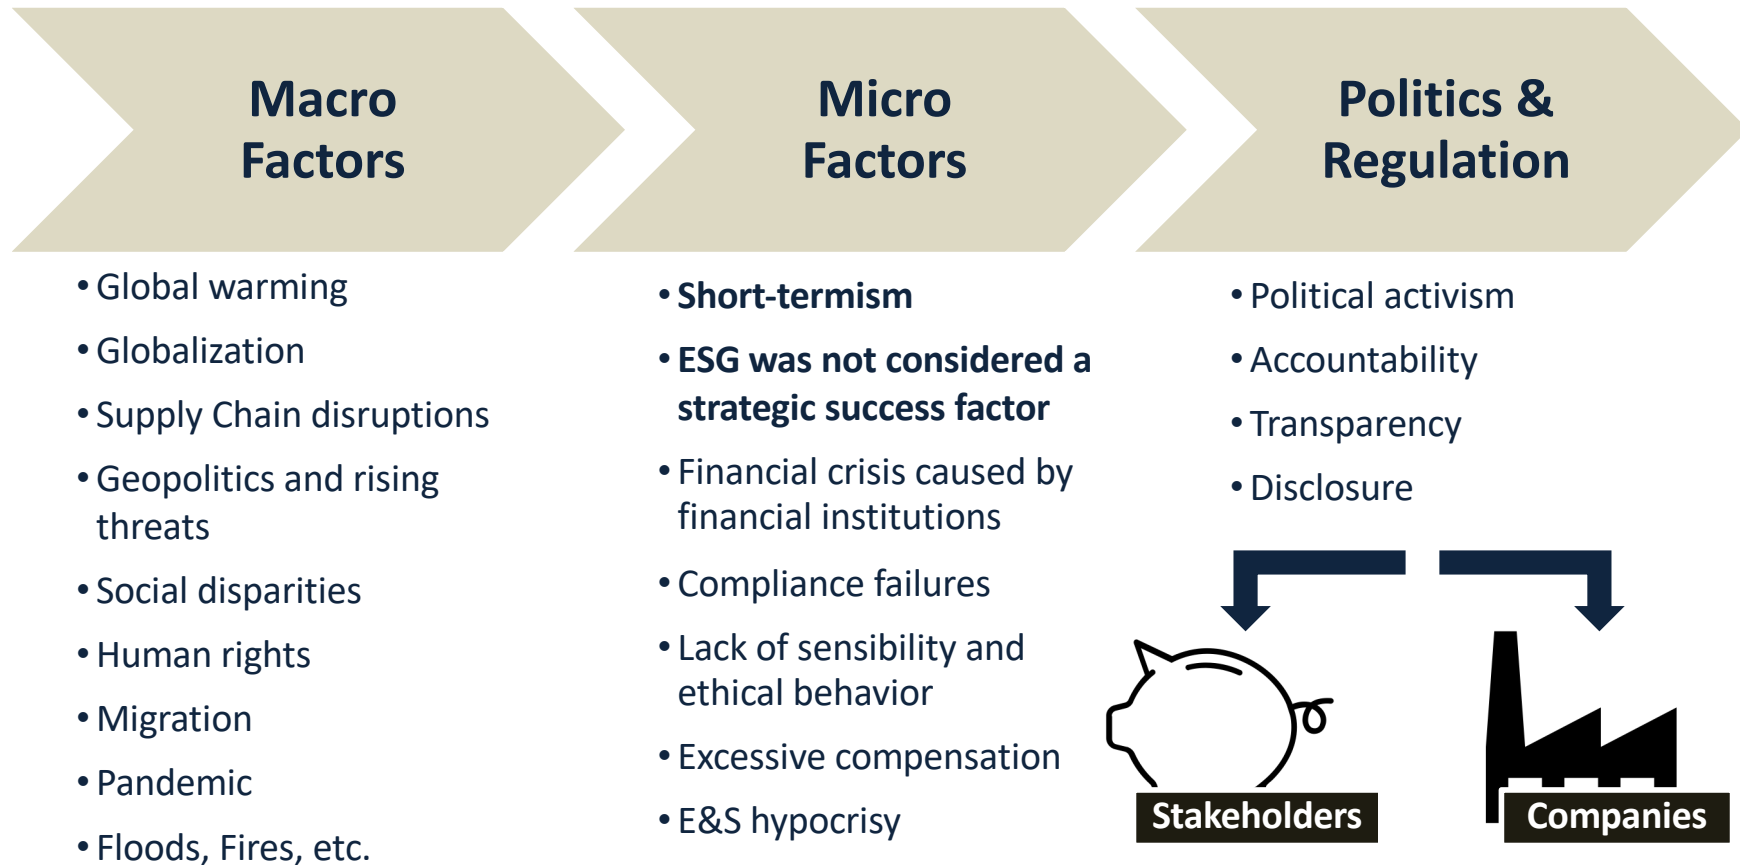 Macro
Factors
• Global warming
• Globalization
• Supply Chain disruptions
• Geopolitics and rising
threats
• Social disparities
• Human rights
• Migration
• Pandemic
• Floods, Fires, etc.
Micro
Factors
• Short-termism
• ESG was not considered a
strategic success factor
• Financial crisis caused by
financial institutions
• Compliance failures
• Lack of sensibility and
ethical behavior
• Excessive compensation
• E&S hypocrisy
Politics &
Regulation
• Political activism
• Accountability
• Transparency
• Disclosure
Stakeholders
Companies